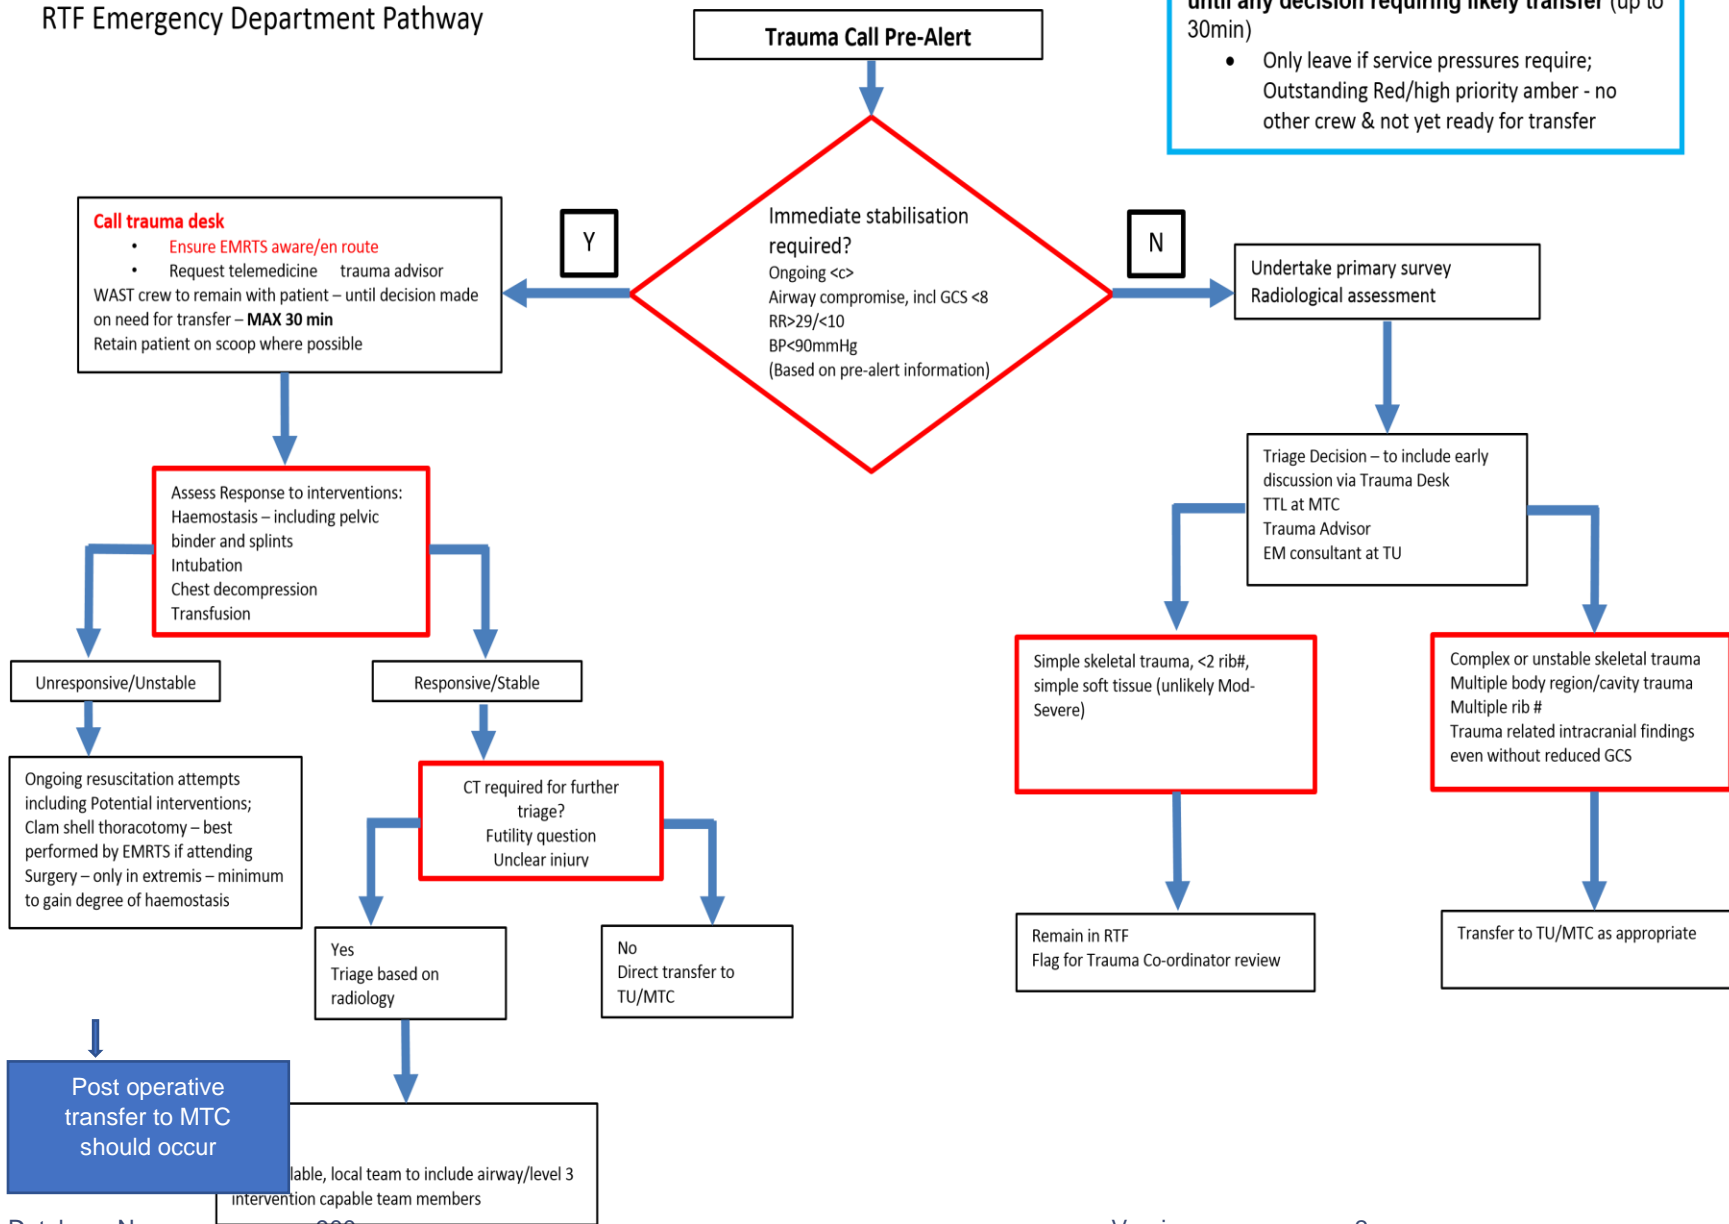 RTF Emergency Department Pathway
Trauma Call Pre-Alert
until any decision requiring likely transfer (up to
30min)
• Only leave if service pressures require;
Outstanding Red/high priority amber - no
other crew & not yet ready for transfer
Call trauma desk
• Ensure EMRTS aware/en route
• Request telemedicine trauma advisor
WAST crew to remain with patient – until decision made
on need for transfer – MAX 30 min
Retain patient on scoop where possible
Y
Immediate stabilisation
required?
Ongoing <c>
Airway compromise, incl GCS <8
RR>29/<10
BP<90mmHg
(Based on pre-alert information)
N
Undertake primary survey
Radiological assessment
Assess Response to interventions:
Haemostasis – including pelvic
binder and splints
Intubation
Chest decompression
Transfusion
Triage Decision – to include early
discussion via Trauma Desk
TTL at MTC
Trauma Advisor
EM consultant at TU
Unresponsive/Unstable
Responsive/Stable
Simple skeletal trauma, <2 rib#,
simple soft tissue (unlikely Mod-
Severe)
Complex or unstable skeletal trauma
Multiple body region/cavity trauma
Multiple rib #
Trauma related intracranial findings
even without reduced GCS
Ongoing resuscitation attempts
including Potential interventions;
Clam shell thoracotomy – best
performed by EMRTS if attending
Surgery – only in extremis – minimum
to gain degree of haemostasis
CT required for further
triage?
Futility question
Unclear injury
Yes
Triage based on
radiology
No
Direct transfer to
TU/MTC
Remain in RTF
Flag for Trauma Co-ordinator review
Transfer to TU/MTC as appropriate
Post operative
transfer to MTC
should occur
local team to include airway/level 3
intervention capable team members